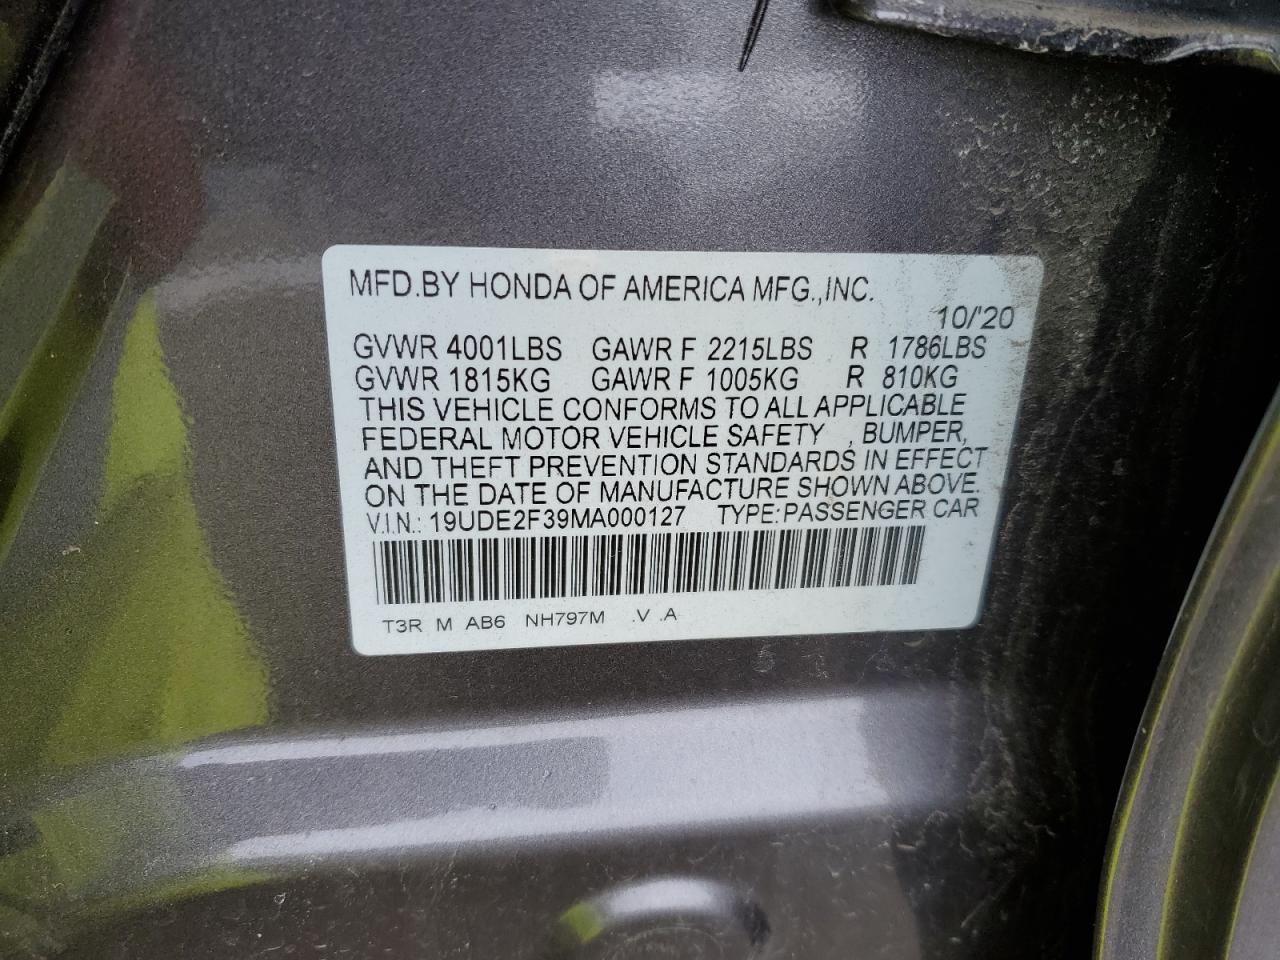 MFD.BY HONDA OF AMERICA MFG.,INC.
10/'20
GVWR 4001LBS GAWR F 2215LBS R 1786LBS
GVWR 1815KG GAWR F 1005KG R 810KG
THIS VEHICLE CONFORMS TO ALL APPLICABLE
FEDERAL MOTOR VEHICLE SAFETY , BUMPER,
AND THEFT PREVENTION STANDARDS IN EFFECT
ON THE DATE OF MANUFACTURE SHOWN ABOVE.
V.I.N.: 19UDE2F39MA000127 TYPE:PASSENGER CAR
T3R M AB6 NH797M .V .A